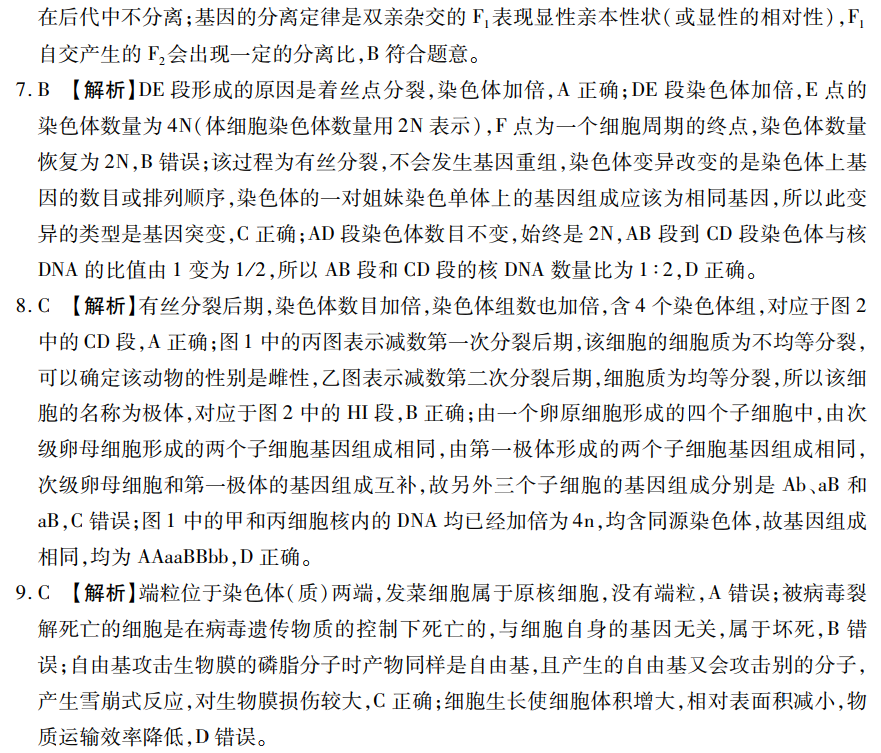 在后代中不分离;基因的分离定律是双亲杂交的 F₁表现显性亲本性状(或显性的相对性),F₁
自交产生的 F₂会出现一定的分离比,B 符合题意。
7. B 【解析】DE 段形成的原因是着丝点分裂,染色体加倍,A 正确;DE 段染色体加倍,E 点的
染色体数量为 4N(体细胞染色体数量用 2N 表示),F 点为一个细胞周期的终点,染色体数量
恢复为 2N,B 错误;该过程为有丝分裂,不会发生基因重组,染色体变异改变的是染色体上基
因的数目或排列顺序,染色体的一对姐妹染色单体上的基因组成应该为相同基因,所以此变
异的类型是基因突变,C 正确;AD 段染色体数目不变,始终是 2N,AB 段到 CD 段染色体与核
DNA 的比值由 1 变为 1/2,所以 AB 段和 CD 段的核 DNA 数量比为 1∶2,D 正确。
8. C 【解析】有丝分裂后期,染色体数目加倍,染色体组数也加倍,含 4 个染色体组,对应于图 2
中的 CD 段,A 正确;图 1 中的丙图表示减数第一次分裂后期,该细胞的细胞质为不均等分裂,
可以确定该动物的性别是雌性,乙图表示减数第二次分裂后期,细胞质为均等分裂,所以该细
胞的名称为极体,对应于图 2 中的 HI 段,B 正确;由一个卵原细胞形成的四个子细胞中,由次
级卵母细胞形成的两个子细胞基因组成相同,由第一极体形成的两个子细胞基因组成相同,
次级卵母细胞和第一极体的基因组成互补,故另外三个子细胞的基因组成分别是 Ab、aB 和
aB,C 错误;图 1 中的甲和丙细胞核内的 DNA 均已经加倍为 4n,均含同源染色体,故基因组成
相同,均为 AAaaBBbb,D 正确。
9. C 【解析】端粒位于染色体(质)两端,发菜细胞属于原核细胞,没有端粒,A 错误;被病毒裂
解死亡的细胞是在病毒遗传物质的控制下死亡的,与细胞自身的基因无关,属于坏死,B 错
误;自由基攻击生物膜的磷脂分子时产物同样是自由基,且产生的自由基又会攻击别的分子,
产生雪崩式反应,对生物膜损伤较大,C 正确;细胞生长使细胞体积增大,相对表面积减小,物
质运输效率降低,D 错误。